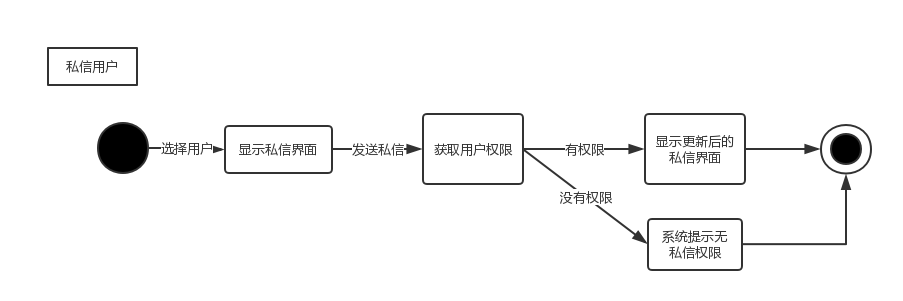 私信用户
选择用户
显示私信界面
发送私信
获取用户权限
有权限
显示更新后的
私信界面
没有权限
系统提示无
私信权限